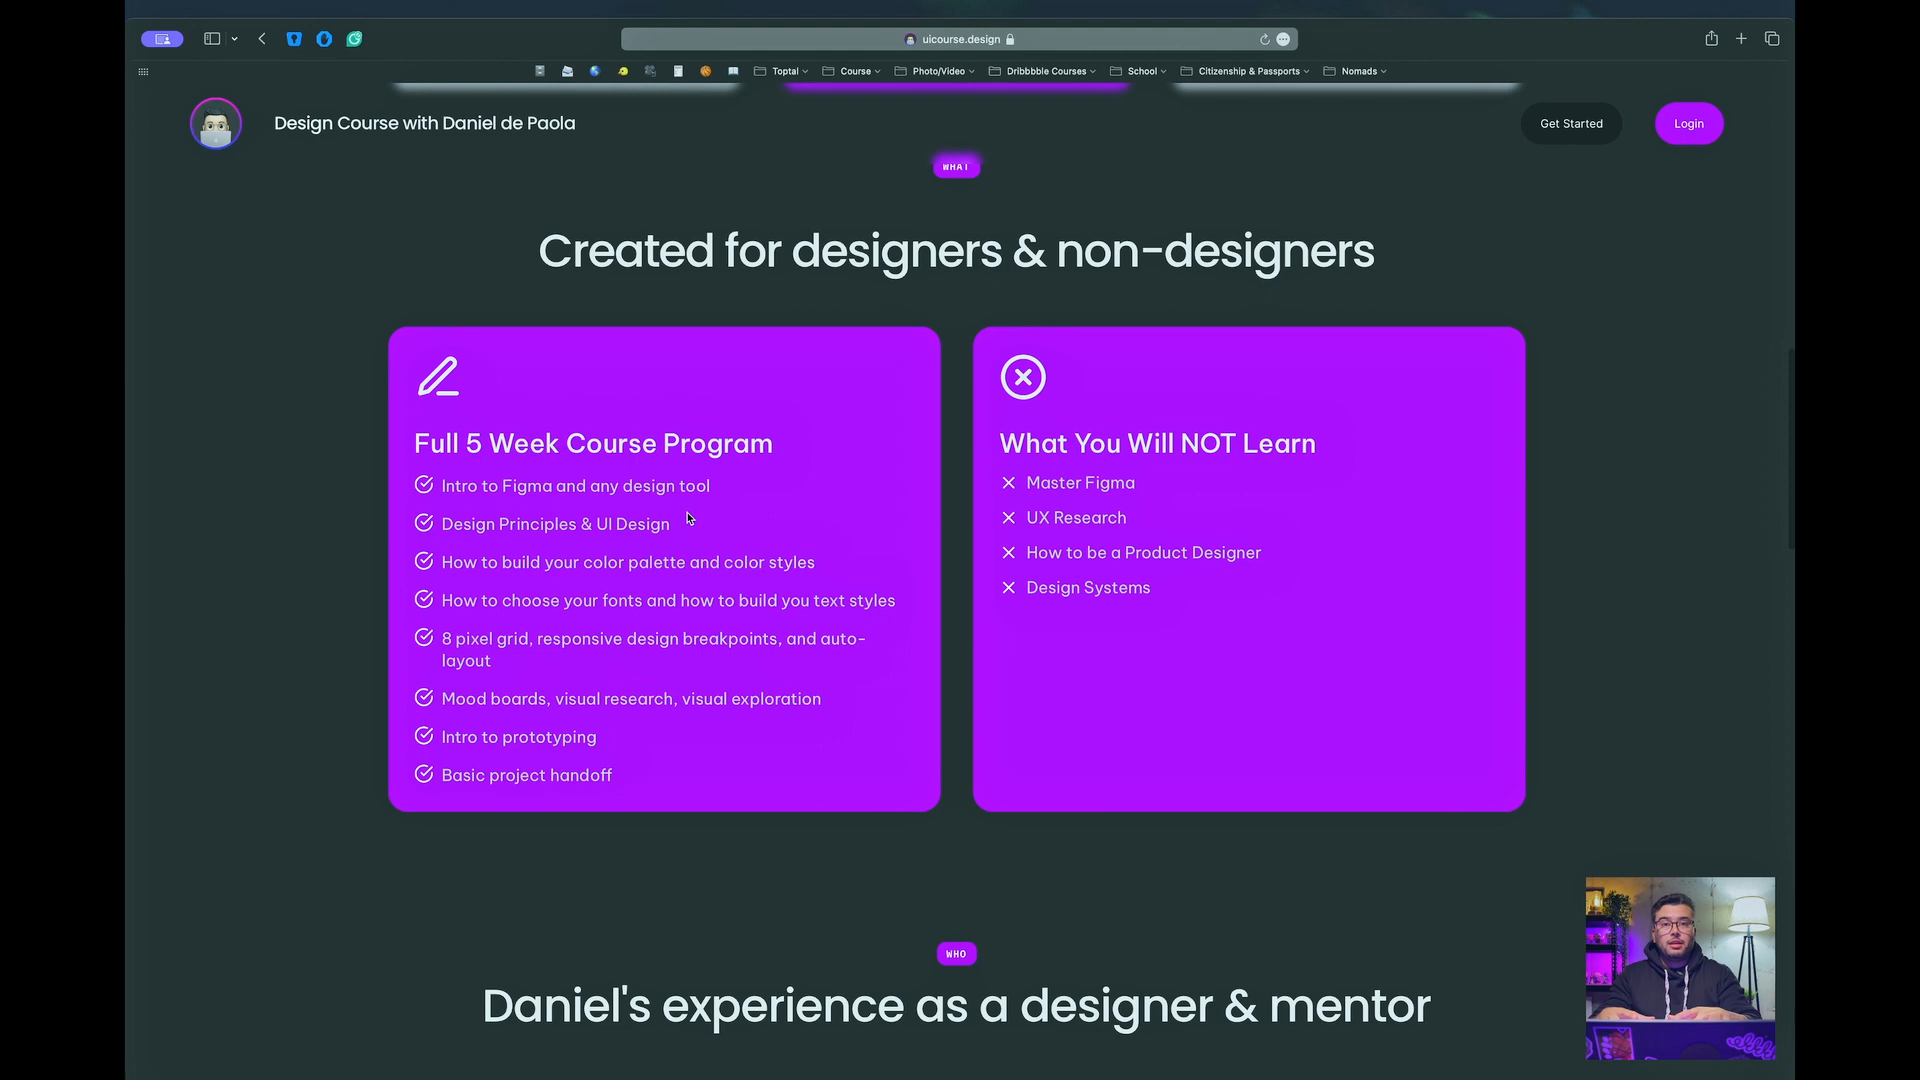 uicourse.design
Toptal
Course
Photo/Video
Dribbbble Courses
School
Citizenship & Passports
Nomads
Design Course with Daniel de Paola
Get Started
Login
WHAT
Created for designers & non-designers
Full 5 Week Course Program
Intro to Figma and any design tool
Design Principles & UI Design
How to build your color palette and color styles
How to choose your fonts and how to build you text styles
8 pixel grid, responsive design breakpoints, and auto-
layout
Mood boards, visual research, visual exploration
Intro to prototyping
Basic project handoff
What You Will NOT Learn
Master Figma
UX Research
How to be a Product Designer
Design Systems
WHO
Daniel's experience as a designer & mentor